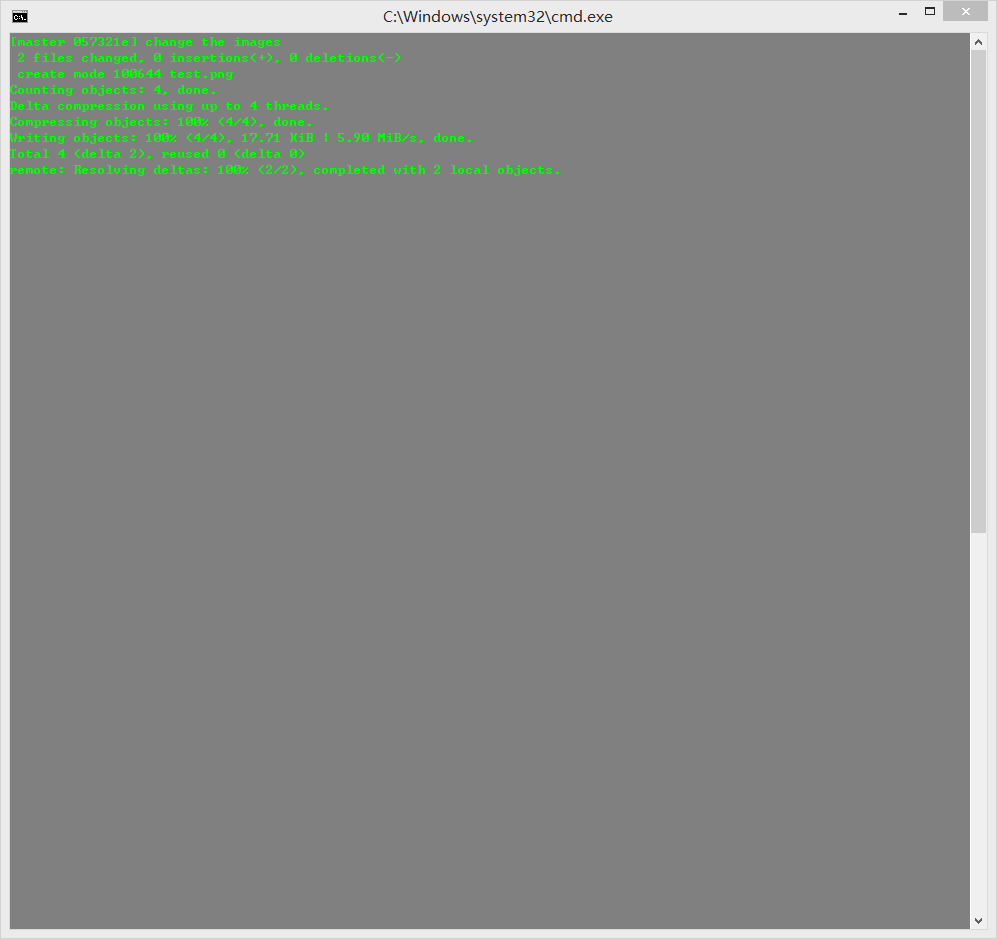 C:\Windows\system32\cmd.exe
[master 067321e] change the images
 2 files changed, 0 insertions(+), 0 deletions(-)
 create mode 100644 test.png
Counting objects: 4, done.
Delta compression using up to 4 threads.
Compressing objects: 100% (4/4), done.
Writing objects: 100% (4/4), 17.71 KiB | 5.90 MiB/s, done.
Total 4 (delta 2), reused 0 (delta 0)
remote: Resolving deltas: 100% (2/2), completed with 2 local objects.